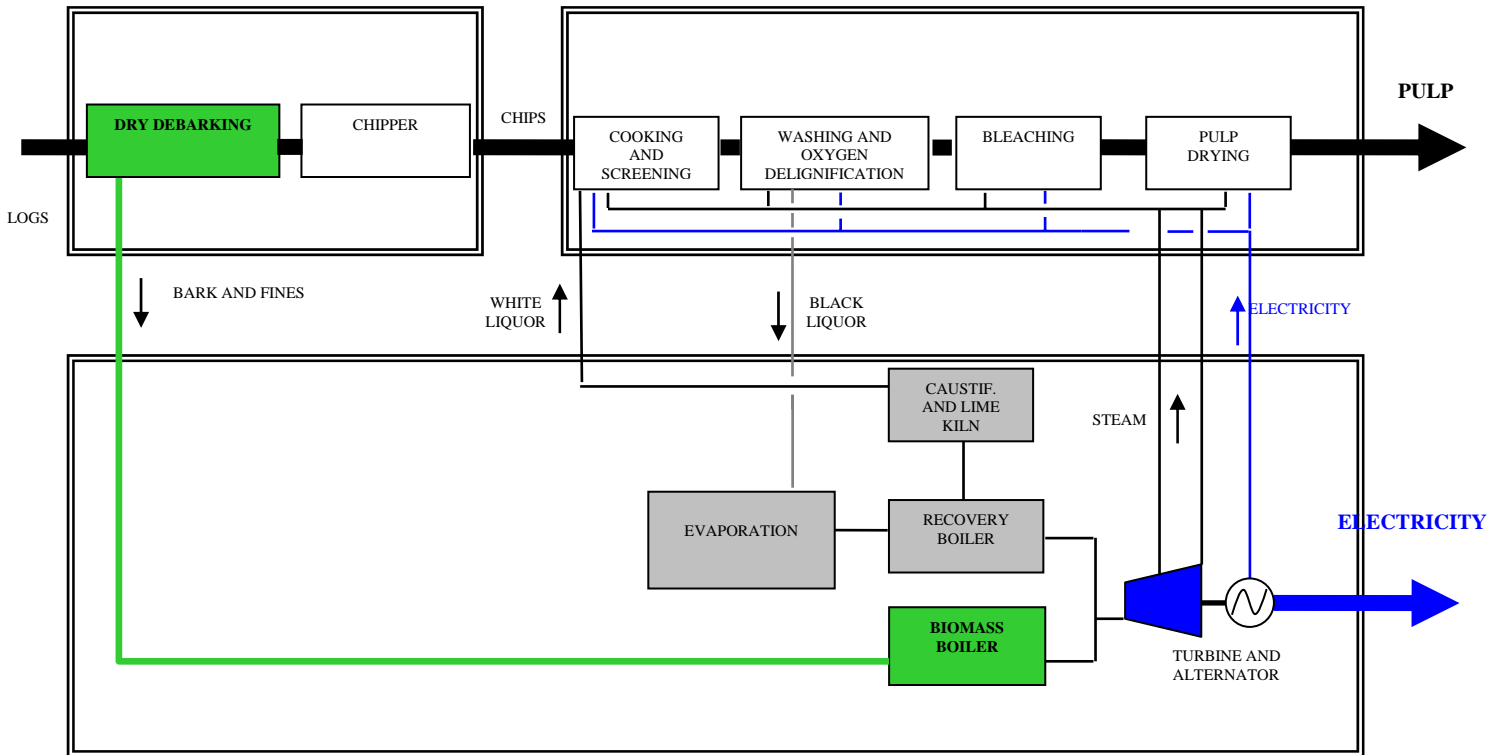 PULP
DRY DEBARKING
CHIPPER
CHIPS
COOKING
AND
SCREENING
WASHING AND
OXYGEN
DELIGNIFICATION
BLEACHING
PULP
DRYING
LOGS
BARK AND FINES
WHITE
LIQUOR
BLACK
LIQUOR
ELECTRICITY
CAUSTIF.
AND LIME
KILN
STEAM
EVAPORATION
RECOVERY
BOILER
ELECTRICITY
BIOMASS
BOILER
TURBINE AND
ALTERNATOR